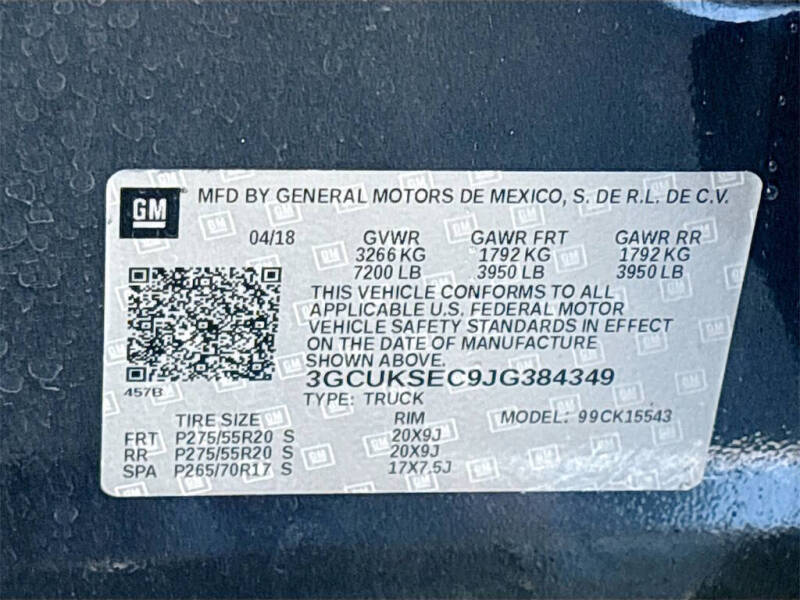 GM MFD BY GENERAL MOTORS DE MEXICO, S. DE R.L. DE C.V.
04/18 GVWR GAWR FRT GAWR RR
3266 KG 1792 KG 1792 KG
7200 LB 3950 LB 3950 LB
THIS VEHICLE CONFORMS TO ALL
APPLICABLE U.S. FEDERAL MOTOR
VEHICLE SAFETY STANDARDS IN EFFECT
ON THE DATE OF MANUFACTURE
SHOWN ABOVE.
3GCUKSEC9JG384349
457B
TYPE: TRUCK
TIRE SIZE RIM MODEL: 99CK15543
FRT P275/55R20 S 20X9J
RR P275/55R20 S 20X9J
SPA P265/70R17 S 17X7.5J